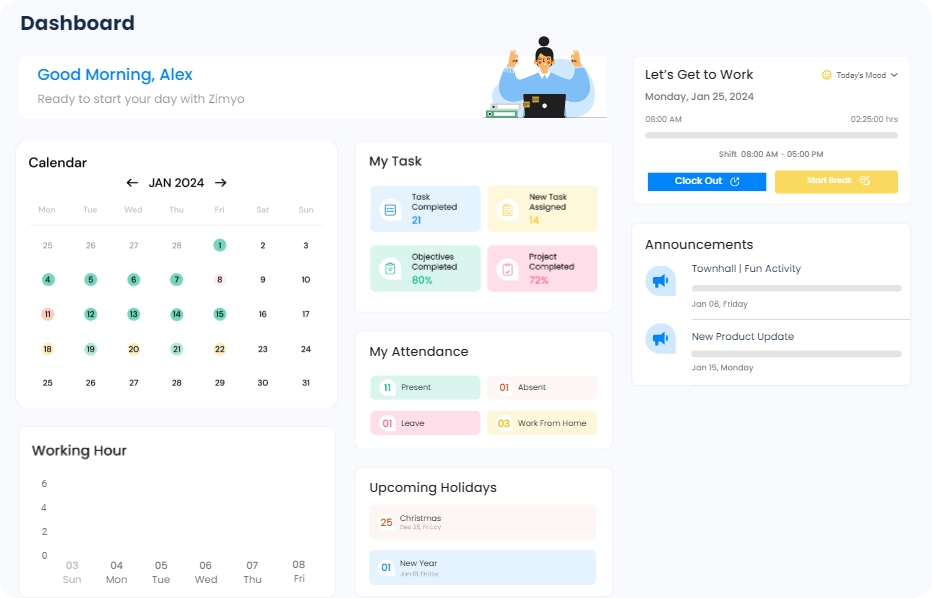 Dashboard
Good Morning, Alex
Ready to start your day with Zimyo
Calendar
JAN 2024
Mon Tue Wed Thu Fri Sat Sun
25 26 27 28 1 2 3
4 5 6 7 8 9 10
11 12 13 14 15 16 17
18 19 20 21 22 23 24
25 26 27 28 29 30 31
Working Hour
6
4
2
0
03 04 05 06 07 08
Sun Mon Tue Wed Thu Fri
My Task
Task
Completed
21
New Task
Assigned
14
Objectives
Completed
80%
Project
Completed
72%
My Attendance
11 Present
01 Absent
01 Leave
03 Work From Home
Upcoming Holidays
25 Christmas
Dec 25, Friday
01 New Year
Jan 01, Friday
Let's Get to Work
Today's Mood
Monday, Jan 25, 2024
08:00 AM 02:25:00 hrs
Shift 08:00 AM - 05:00 PM
Clock Out
Start Break
Announcements
Townhall | Fun Activity
Jan 08, Friday
New Product Update
Jan 15, Monday